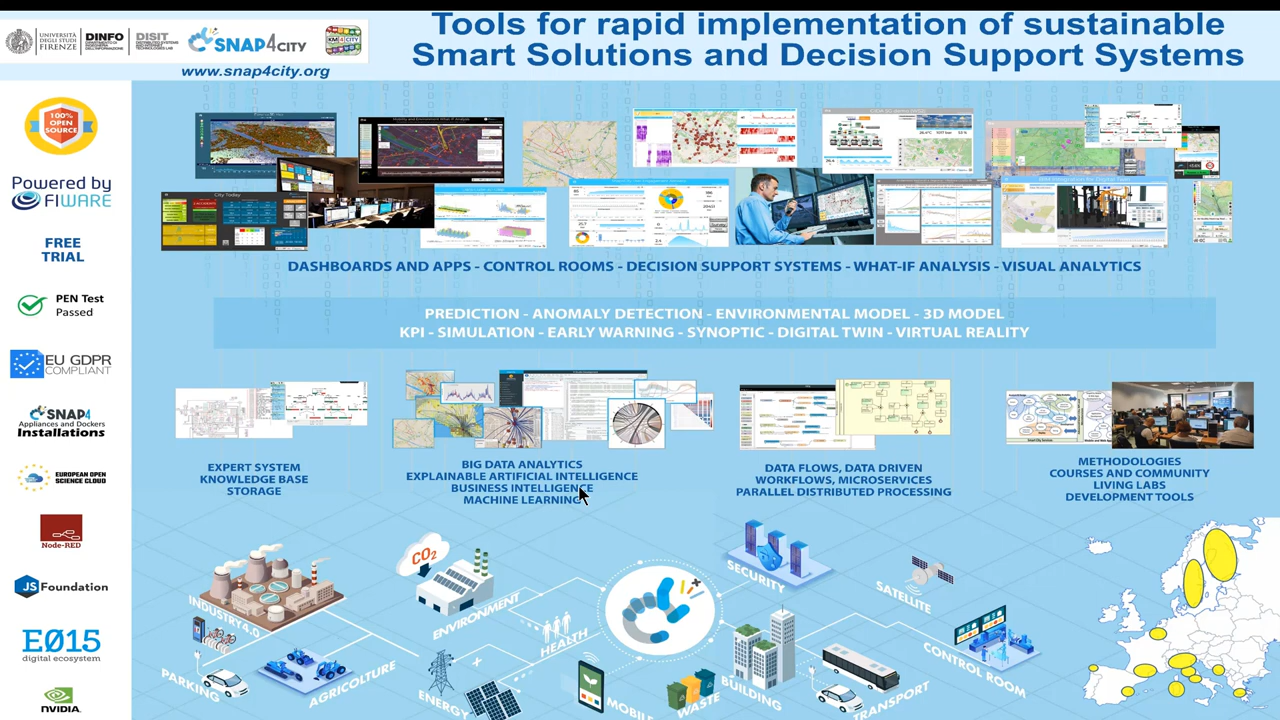 Tools for rapid implementation of sustainable
Smart Solutions and Decision Support Systems
UNIVERSITÀ
DEGLI STUDI
FIRENZE
DINFO
DISIT
SNAP4CITY
KM4CITY
www.snap4city.org
100%
OPEN
SOURCE
Powered by
FIWARE
FREE
TRIAL
PEN Test
Passed
EU GDPR
COMPLIANT
SNAP4
Appliances and Dockers
Installations
EUROPEAN OPEN
SCIENCE CLOUD
Node-RED
JS Foundation
EØ15
digital ecosystem
NVIDIA.
City Today
DASHBOARDS AND APPS - CONTROL ROOMS - DECISION SUPPORT SYSTEMS - WHAT-IF ANALYSIS - VISUAL ANALYTICS
PREDICTION - ANOMALY DETECTION - ENVIRONMENTAL MODEL - 3D MODEL
KPI - SIMULATION - EARLY WARNING - SYNOPTIC - DIGITAL TWIN - VIRTUAL REALITY
EXPERT SYSTEM
KNOWLEDGE BASE
STORAGE
BIG DATA ANALYTICS
EXPLAINABLE ARTIFICIAL INTELLIGENCE
BUSINESS INTELLIGENCE
MACHINE LEARNING
DATA FLOWS, DATA DRIVEN
WORKFLOWS, MICROSERVICES
PARALLEL DISTRIBUTED PROCESSING
METHODOLOGIES
COURSES AND COMMUNITY
LIVING LABS
DEVELOPMENT TOOLS
INDUSTRY4.0
CO2
ENVIRONMENT
HEALTH
SECURITY
SATELLITE
CONTROL ROOM
PARKING
AGRICOLTURE
ENERGY
MOBILE
WASTE
BUILDING
TRANSPORT